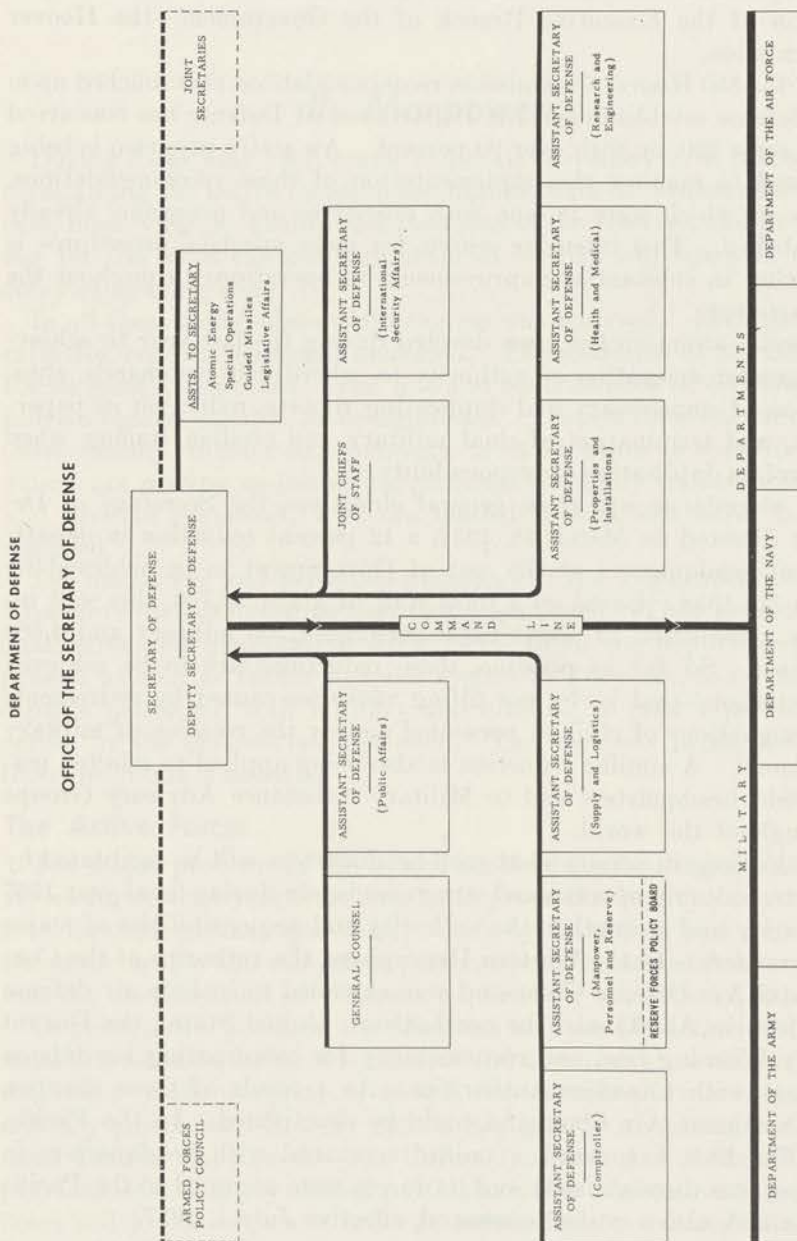 DEPARTMENT OF DEFENSE
OFFICE OF THE SECRETARY OF DEFENSE
ARMED FORCES
POLICY COUNCIL
SECRETARY OF DEFENSE
DEPUTY SECRETARY OF DEFENSE
JOINT
SECRETARIES
ASSTS. TO SECRETARY
Atomic Energy
Special Operations
Guided Missiles
Legislative Affairs.
GENERAL COUNSEL
ASSISTANT SECRETARY
OF DEFENSE
(Public Affairs)
JOINT CHIEFS
OF STAFF
ASSISTANT SECRETARY
OF DEFENSE
(International
Security Affairs)
COMMAND LINE
ASSISTANT SECRETARY
OF DEFENSE
(Comptroller)
ASSISTANT SECRETARY
OF DEFENSE
(Manpower,
Personnel and Reserve)
RESERVE FORCES POLICY BOARD
ASSISTANT SECRETARY
OF DEFENSE
(Supply and Logistics)
ASSISTANT SECRETARY
OF DEFENSE
(Properties and
Installations)
ASSISTANT SECRETARY
OF DEFENSE
(Health and Medical)
ASSISTANT SECRETARY
OF DEFENSE
(Research and
Engineering)
MILITARY DEPARTMENTS
DEPARTMENT OF THE ARMY
DEPARTMENT OF THE NAVY
DEPARTMENT OF THE AIR FORCE